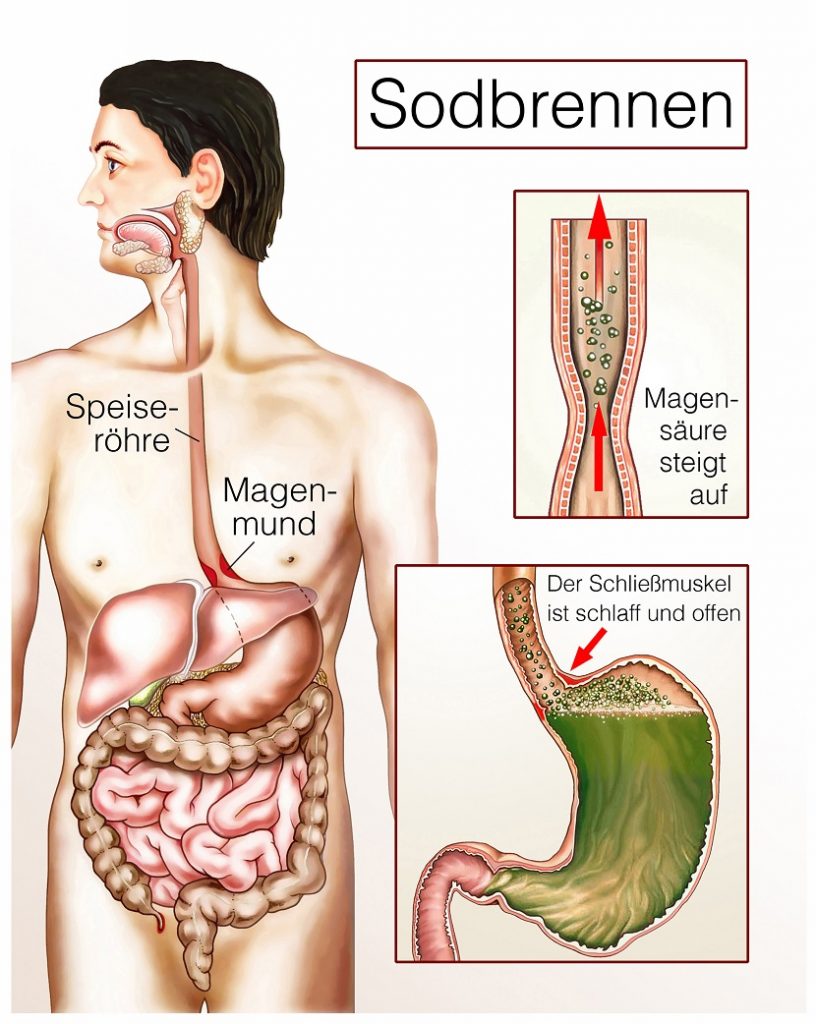 Sodbrennen
Speise-
röhre
Magen-
mund
Magen-
säure
steigt
auf
Der Schließmuskel
ist schlaff und offen